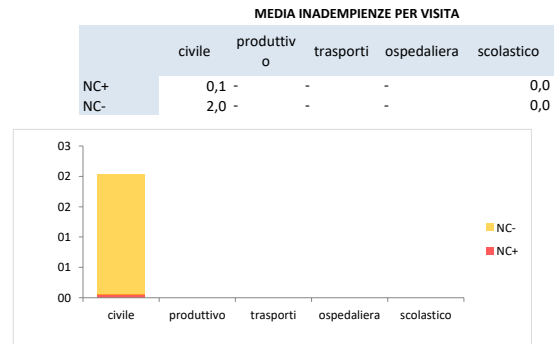 MEDIA INADEMPIENZE PER VISITA
civile produttivo trasporti ospedaliera scolastico
NC+ 0,1 - - - 0,0
NC- 2,0 - - - 0,0
03
02
02
01
01
00
NC-
NC+
civile produttivo trasporti ospedaliera scolastico